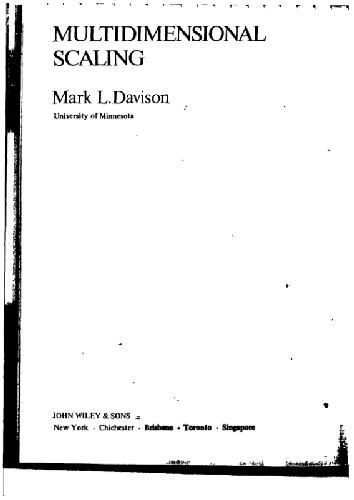 MULTIDIMENSIONAL
SCALING
Mark L.Davison
University of Minnesota
JOHN WILEY & SONS
New York · Chichester · Brisbane · Toronto · Singapore